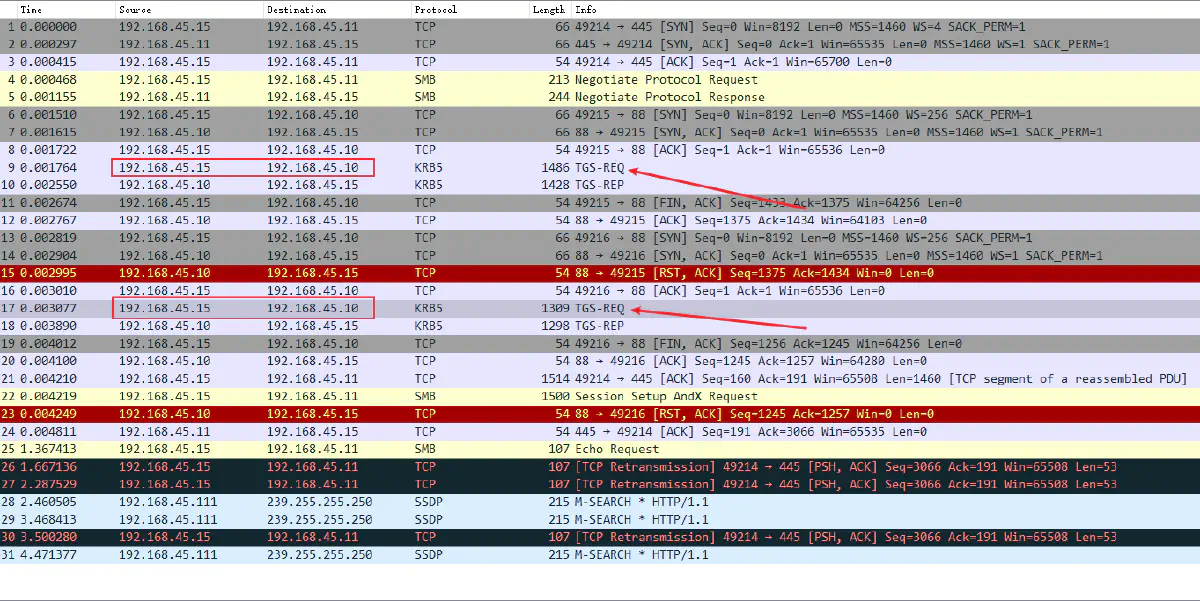 Time Source Destination Protocol Length Info
1 0.000000 192.168.45.15 192.168.45.11 TCP 66 49214 → 445 [SYN] Seq=0 Win=8192 Len=0 MSS=1460 WS=4 SACK_PERM=1
2 0.000297 192.168.45.11 192.168.45.15 TCP 66 445 → 49214 [SYN, ACK] Seq=0 Ack=1 Win=65535 Len=0 MSS=1460 WS=1 SACK_PERM=1
3 0.000415 192.168.45.15 192.168.45.11 TCP 54 49214 → 445 [ACK] Seq=1 Ack=1 Win=65700 Len=0
4 0.000468 192.168.45.15 192.168.45.11 SMB 213 Negotiate Protocol Request
5 0.001155 192.168.45.11 192.168.45.15 SMB 244 Negotiate Protocol Response
6 0.001510 192.168.45.15 192.168.45.10 TCP 66 49215 → 88 [SYN] Seq=0 Win=8192 Len=0 MSS=1460 WS=256 SACK_PERM=1
7 0.001615 192.168.45.10 192.168.45.15 TCP 66 88 → 49215 [SYN, ACK] Seq=0 Ack=1 Win=65535 Len=0 MSS=1460 WS=1 SACK_PERM=1
8 0.001722 192.168.45.15 192.168.45.10 TCP 54 49215 → 88 [ACK] Seq=1 Ack=1 Win=65536 Len=0
9 0.001764 192.168.45.15 192.168.45.10 KRB5 1486 TGS-REQ
10 0.002550 192.168.45.10 192.168.45.15 KRB5 1428 TGS-REP
11 0.002674 192.168.45.15 192.168.45.10 TCP 54 49215 → 88 [FIN, ACK] Seq=1433 Ack=1375 Win=64256 Len=0
12 0.002767 192.168.45.10 192.168.45.15 TCP 54 88 → 49215 [ACK] Seq=1375 Ack=1434 Win=64103 Len=0
13 0.002819 192.168.45.15 192.168.45.10 TCP 66 49216 → 88 [SYN] Seq=0 Win=8192 Len=0 MSS=1460 WS=256 SACK_PERM=1
14 0.002904 192.168.45.10 192.168.45.15 TCP 66 88 → 49216 [SYN, ACK] Seq=0 Ack=1 Win=65535 Len=0 MSS=1460 WS=1 SACK_PERM=1
15 0.002995 192.168.45.10 192.168.45.15 TCP 54 88 → 49215 [RST, ACK] Seq=1375 Ack=1434 Win=0 Len=0
16 0.003010 192.168.45.15 192.168.45.10 TCP 54 49216 → 88 [ACK] Seq=1 Ack=1 Win=65536 Len=0
17 0.003077 192.168.45.15 192.168.45.10 KRB5 1309 TGS-REQ
18 0.003890 192.168.45.10 192.168.45.15 KRB5 1298 TGS-REP
19 0.004012 192.168.45.15 192.168.45.10 TCP 54 49216 → 88 [FIN, ACK] Seq=1256 Ack=1245 Win=64256 Len=0
20 0.004100 192.168.45.10 192.168.45.15 TCP 54 88 → 49216 [ACK] Seq=1245 Ack=1257 Win=64280 Len=0
21 0.004210 192.168.45.15 192.168.45.11 TCP 1514 49214 → 445 [ACK] Seq=160 Ack=191 Win=65508 Len=1460 [TCP segment of a reassembled PDU]
22 0.004219 192.168.45.15 192.168.45.11 SMB 1500 Session Setup AndX Request
23 0.004249 192.168.45.10 192.168.45.15 TCP 54 88 → 49216 [RST, ACK] Seq=1245 Ack=1257 Win=0 Len=0
24 0.004811 192.168.45.11 192.168.45.15 TCP 54 445 → 49214 [ACK] Seq=191 Ack=3066 Win=65535 Len=0
25 1.367413 192.168.45.15 192.168.45.11 SMB 107 Echo Request
26 1.667136 192.168.45.15 192.168.45.11 TCP 107 [TCP Retransmission] 49214 → 445 [PSH, ACK] Seq=3066 Ack=191 Win=65508 Len=53
27 2.287529 192.168.45.15 192.168.45.11 TCP 107 [TCP Retransmission] 49214 → 445 [PSH, ACK] Seq=3066 Ack=191 Win=65508 Len=53
28 2.460505 192.168.45.111 239.255.255.250 SSDP 215 M-SEARCH * HTTP/1.1
29 3.468413 192.168.45.111 239.255.255.250 SSDP 215 M-SEARCH * HTTP/1.1
30 3.500280 192.168.45.15 192.168.45.11 TCP 107 [TCP Retransmission] 49214 → 445 [PSH, ACK] Seq=3066 Ack=191 Win=65508 Len=53
31 4.471377 192.168.45.111 239.255.255.250 SSDP 215 M-SEARCH * HTTP/1.1